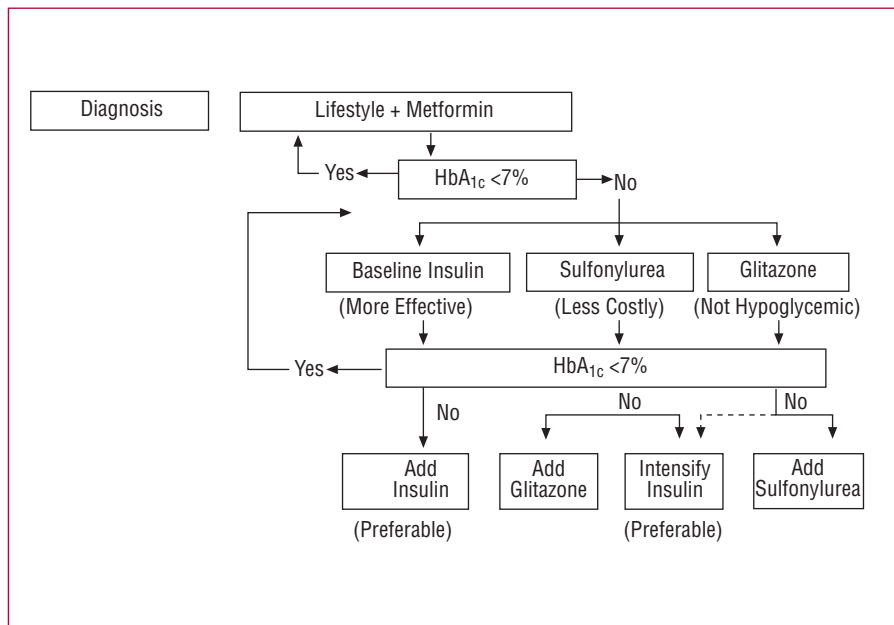 Diagnosis
Lifestyle + Metformin
Yes
HbA1c <7%
No
Baseline Insulin
Sulfonylurea
Glitazone
(More Effective)
(Less Costly)
(Not Hypoglycemic)
Yes
HbA1c <7%
No
No
No
Add
Insulin
Add
Glitazone
Intensify
Insulin
Add
Sulfonylurea
(Preferable)
(Preferable)